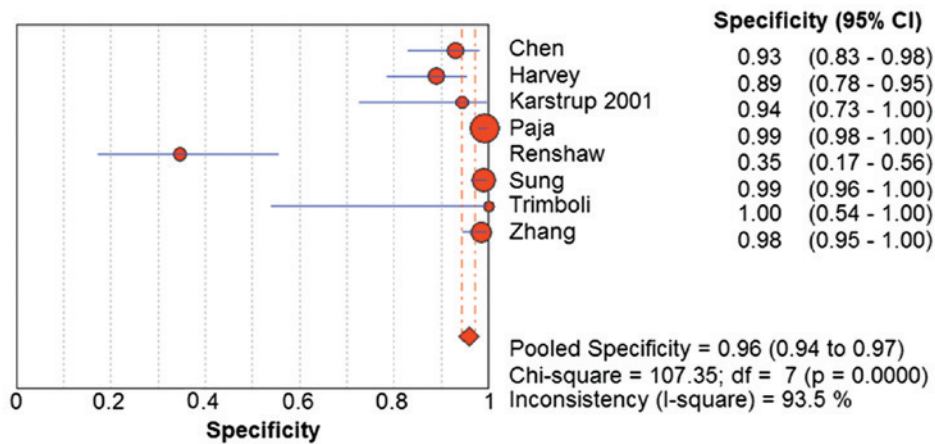 Specificity (95% CI)
Chen 0.93 (0.83 - 0.98)
Harvey 0.89 (0.78 - 0.95)
Karstrup 2001 0.94 (0.73 - 1.00)
Paja 0.99 (0.98 - 1.00)
Renshaw 0.35 (0.17 - 0.56)
Sung 0.99 (0.96 - 1.00)
Trimboli 1.00 (0.54 - 1.00)
Zhang 0.98 (0.95 - 1.00)
Pooled Specificity = 0.96 (0.94 to 0.97)
Chi-square = 107.35; df = 7 (p = 0.0000)
Inconsistency (I-square) = 93.5 %
0 0.2 0.4 0.6 0.8 1
Specificity